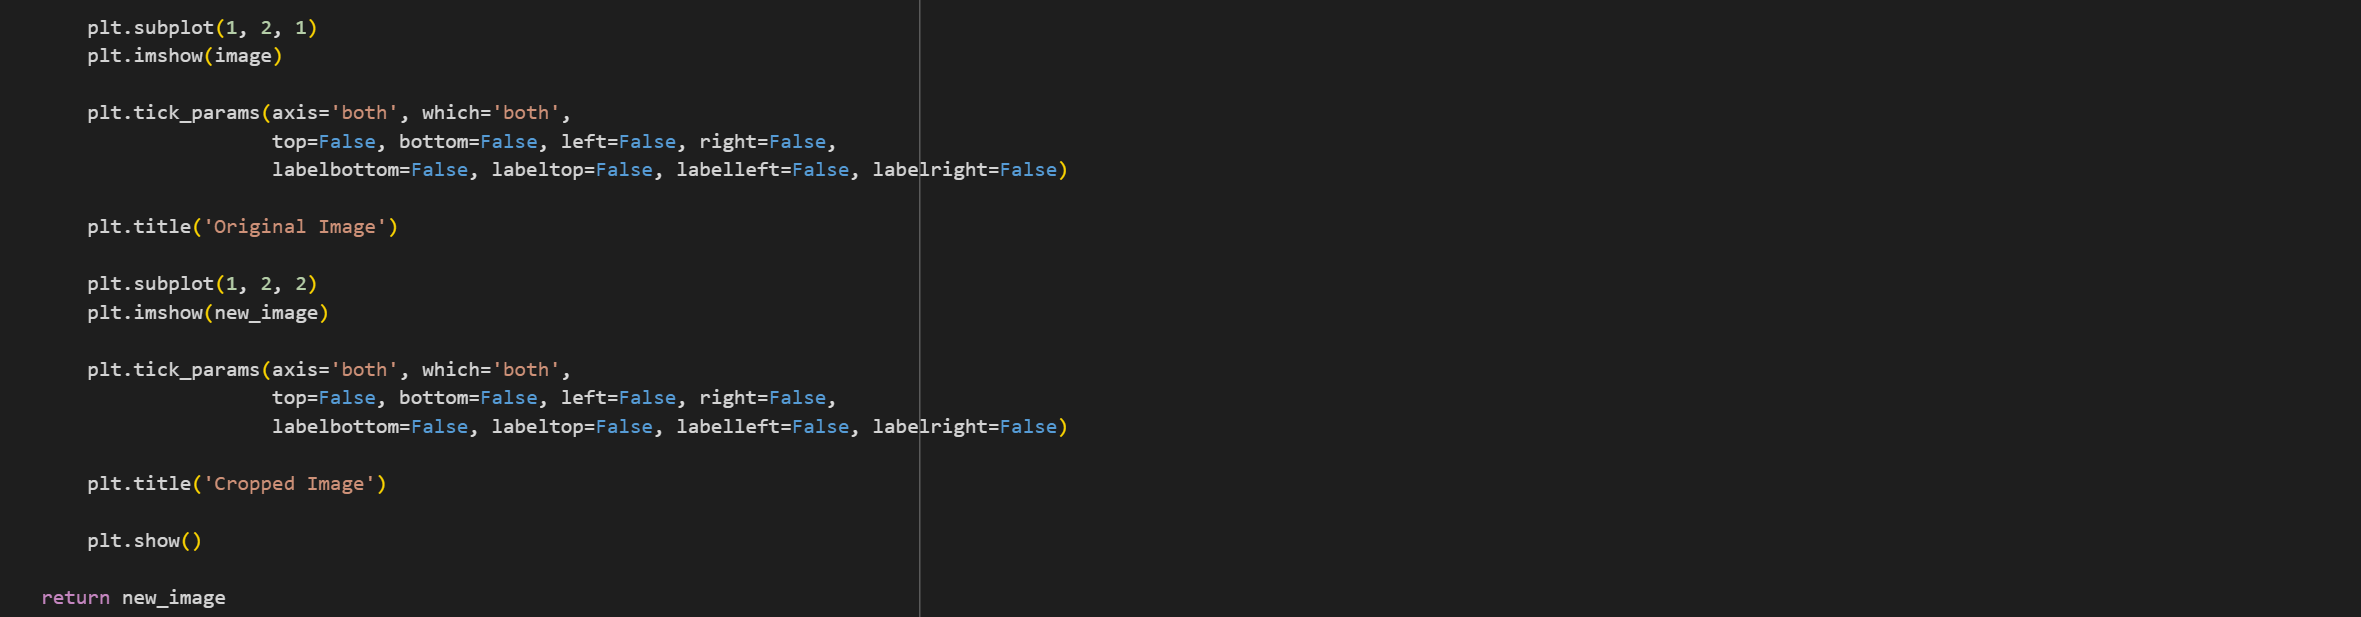 plt.subplot(1, 2, 1)
plt.imshow(image)
plt.tick_params(axis='both', which='both',
top=False, bottom=False, left=False, right=False,
labelbottom=False, labeltop=False, labelleft=False, labelright=False)
plt.title('Original Image')
plt.subplot(1, 2, 2)
plt.imshow(new_image)
plt.tick_params(axis='both', which='both',
top=False, bottom=False, left=False, right=False,
labelbottom=False, labeltop=False, labelleft=False, labelright=False)
plt.title('Cropped Image')
plt.show()
return new_image